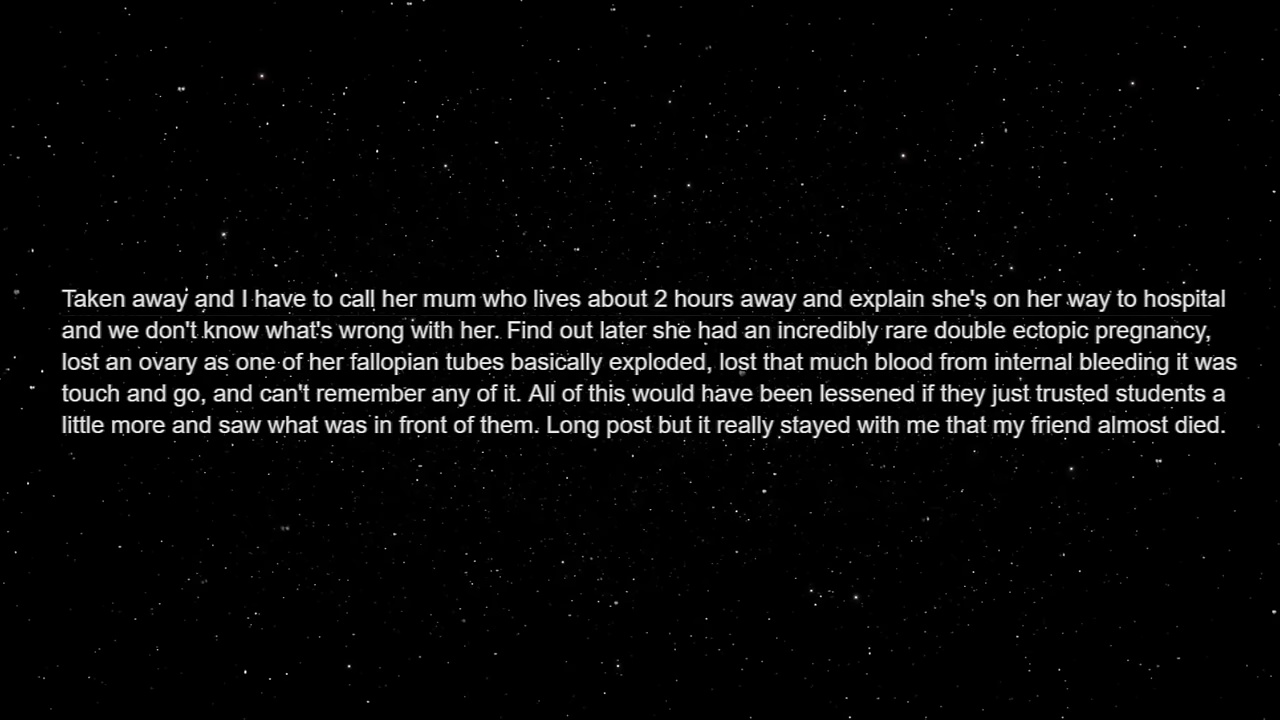 Taken away and I have to call her mum who lives about 2 hours away and explain she's on her way to hospital
and we don't know what's wrong with her. Find out later she had an incredibly rare double ectopic pregnancy,
lost an ovary as one of her fallopian tubes basically exploded, lost that much blood from internal bleeding it was
touch and go, and can't remember any of it. All of this would have been lessened if they just trusted students a
little more and saw what was in front of them. Long post but it really stayed with me that my friend almost died.